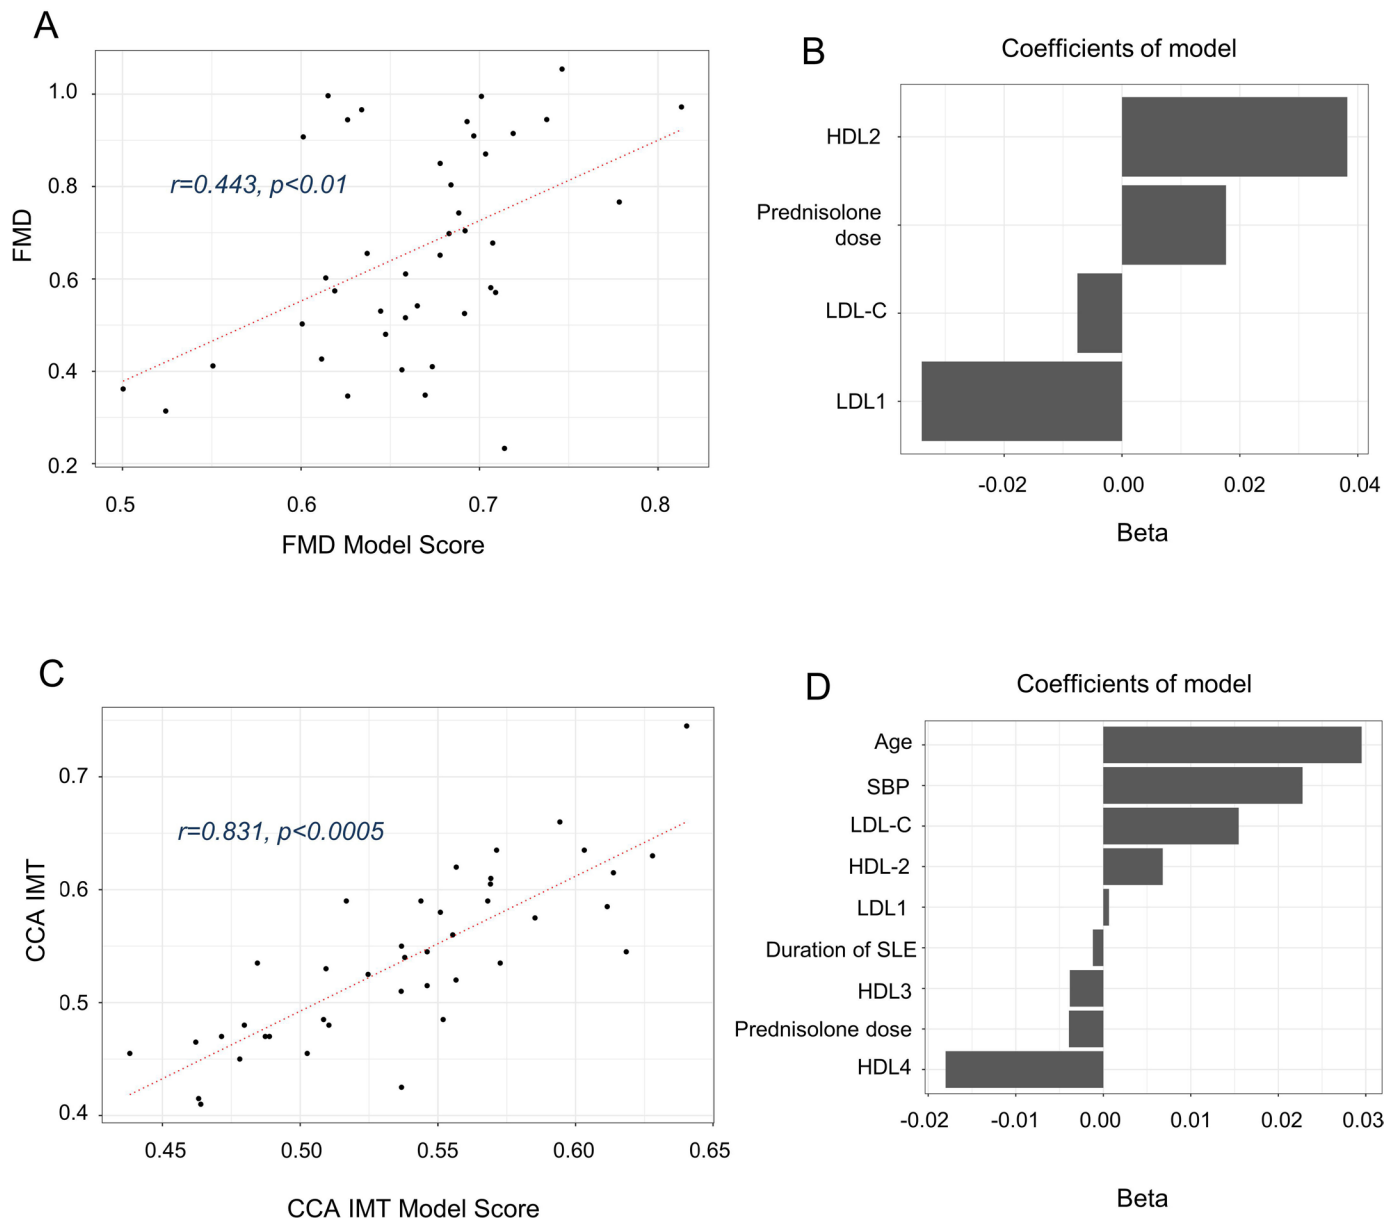 A
1.0
0.8
0.6
0.4
0.2
FMD
r=0.443, p<0.01
0.5 0.6 0.7 0.8
FMD Model Score
B
Coefficients of model
HDL2
Prednisolone
dose
LDL-C
LDL1
-0.02 0.00 0.02 0.04
Beta
C
0.7
0.6
0.5
0.4
CCA IMT
r=0.831, p<0.0005
0.45 0.50 0.55 0.60 0.65
CCA IMT Model Score
D
Coefficients of model
Age
SBP
LDL-C
HDL-2
LDL1
Duration of SLE
HDL3
Prednisolone dose
HDL4
-0.02 -0.01 0.00 0.01 0.02 0.03
Beta